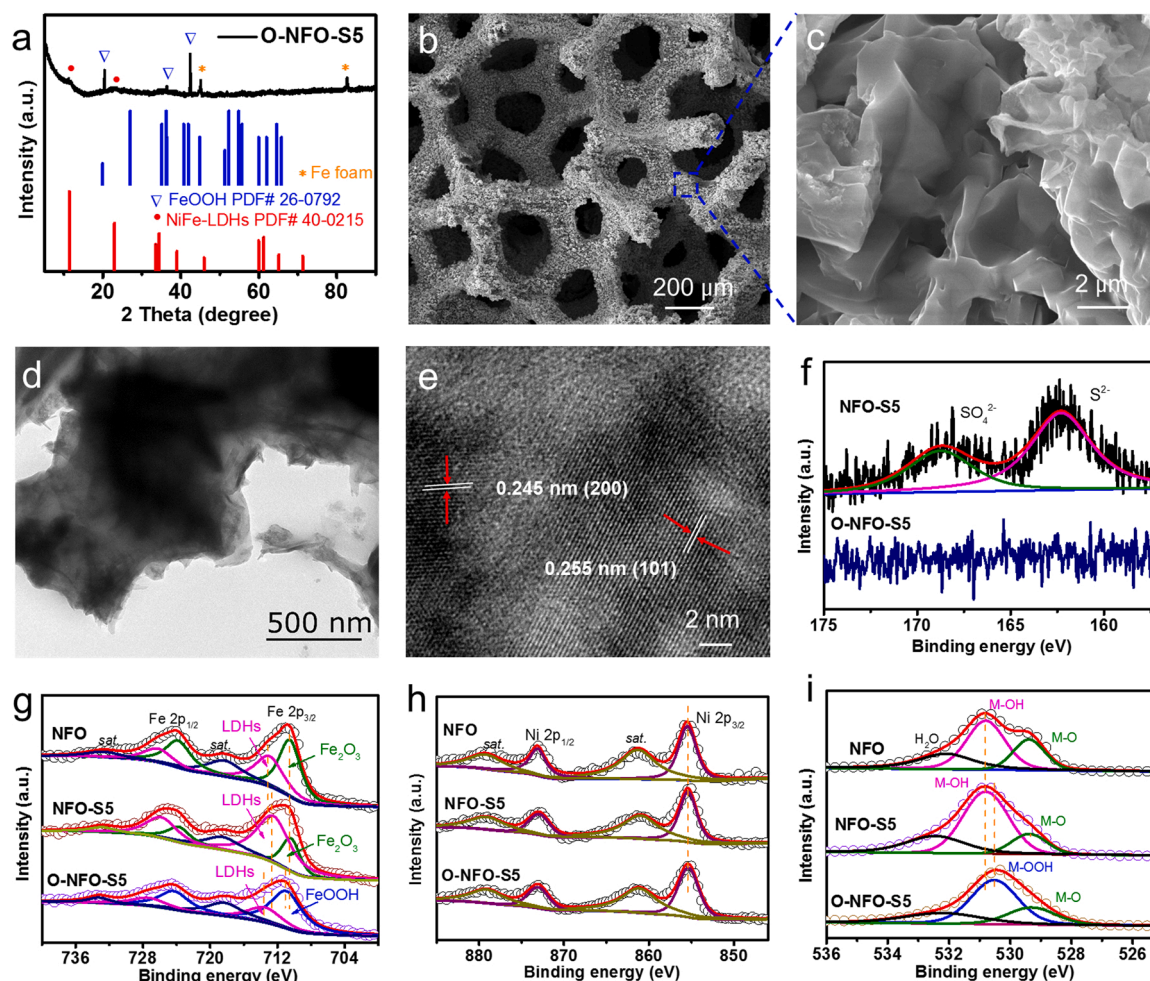 a
O-NFO-S5
Fe foam
FeOOH PDF# 26-0792
NiFe-LDHs PDF# 40-0215
Intensity (a.u.)
20 40 60 80
2 Theta (degree)
b
200 µm
c
2 µm
d
500 nm
e
0.245 nm (200)
0.255 nm (101)
2 nm
f
NFO-S5
SO₄²⁻
S²⁻
O-NFO-S5
Intensity (a.u.)
175 170 165 160
Binding energy (eV)
g
NFO
Fe 2p₁/₂
LDHs
Fe 2p₃/₂
sat.
sat.
Fe₂O₃
NFO-S5
LDHs
Fe₂O₃
O-NFO-S5
LDHs
FeOOH
Intensity (a.u.)
736 728 720 712 704
Binding energy (eV)
h
NFO
sat.
Ni 2p₁/₂
sat.
Ni 2p₃/₂
NFO-S5
O-NFO-S5
Intensity (a.u.)
880 870 860 850
Binding energy (eV)
i
NFO
H₂O
M-OH
M-O
NFO-S5
M-OH
M-O
O-NFO-S5
M-OOH
M-O
Intensity (a.u.)
536 534 532 530 528 526
Binding energy (eV)